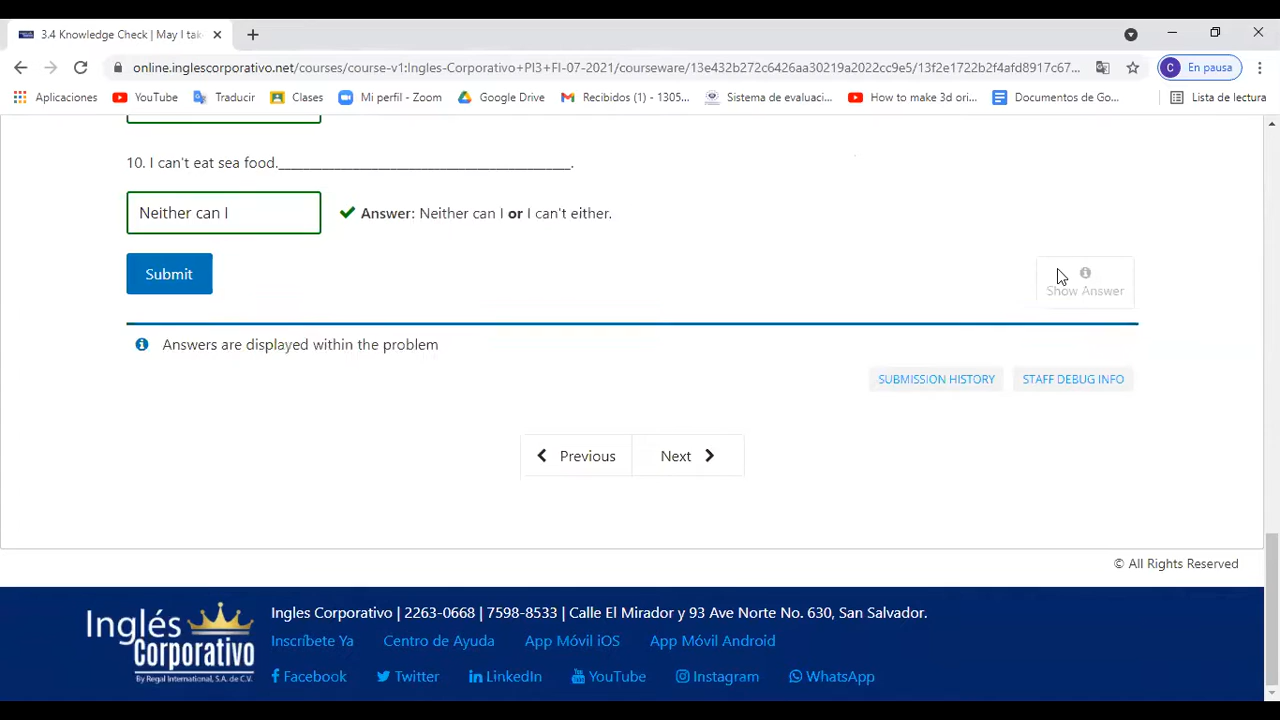 3.4 Knowledge Check | May I tak
online.inglescorporativo.net/courses/course-v1:Ingles-Corporativo+PI3+FI-07-2021/courseware/13e432b272c6426aa30219a2022cc9e5/13f2e1722b2f4afd8917c67...
C En pausa
Aplicaciones YouTube Traducir Clases Mi perfil - Zoom Google Drive Recibidos (1) - 1305... Sistema de evaluaci... How to make 3d ori... Documentos de Go... Lista de lectura
10. I can't eat sea food.___________________________________________.
Neither can I Answer: Neither can I or I can't either.
Submit
Show Answer
Answers are displayed within the problem
SUBMISSION HISTORY STAFF DEBUG INFO
Previous Next
© All Rights Reserved
Inglés Corporativo By Regal International, S.A. de C.V.
Ingles Corporativo | 2263-0668 | 7598-8533 | Calle El Mirador y 93 Ave Norte No. 630, San Salvador.
Inscríbete Ya Centro de Ayuda App Móvil iOS App Móvil Android
Facebook Twitter LinkedIn YouTube Instagram WhatsApp